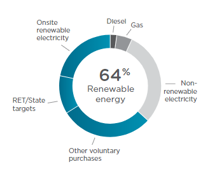 Diesel
Gas
Onsite
renewable
electricity
64%
Renewable
energy
Non-
renewable
electricity
RET/State
targets
Other voluntary
purchases